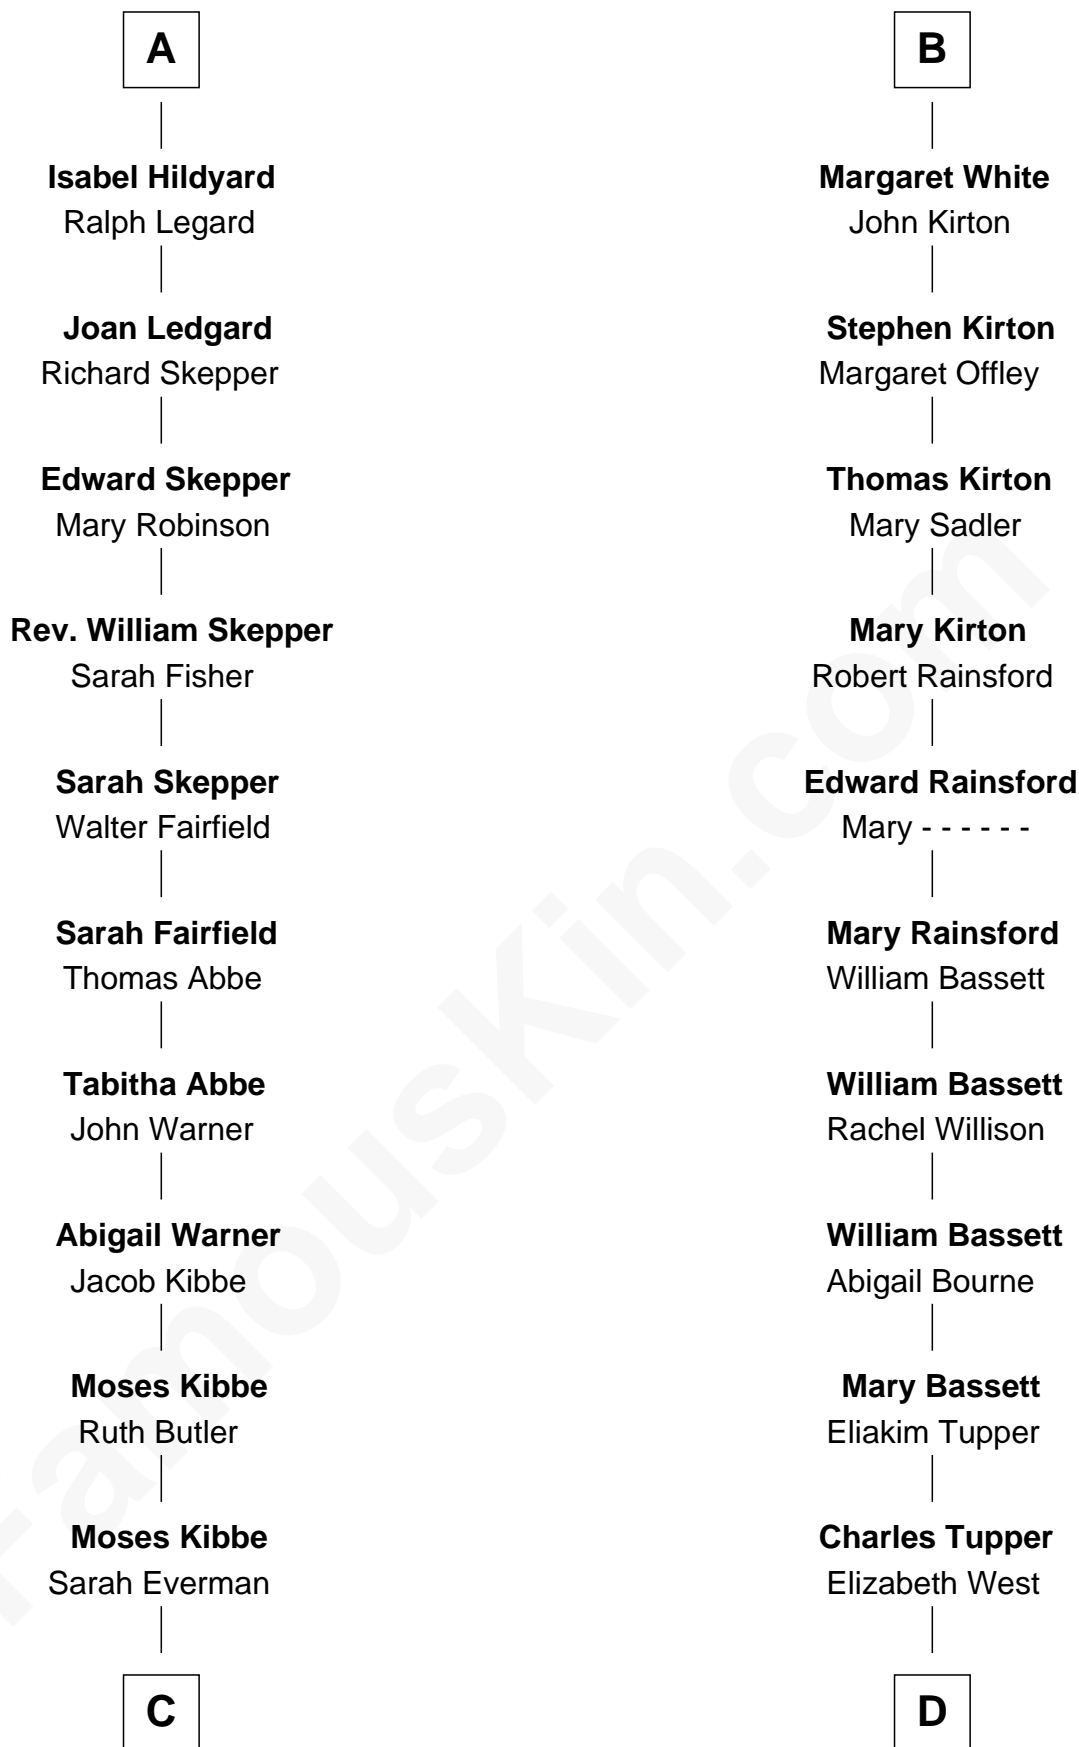 A
Isabel Hildyard
Ralph Legard
Joan Ledgard
Richard Skepper
Edward Skepper
Mary Robinson
Rev. William Skepper
Sarah Fisher
Sarah Skepper
Walter Fairfield
Sarah Fairfield
Thomas Abbe
Tabitha Abbe
John Warner
Abigail Warner
Jacob Kibbe
Moses Kibbe
Ruth Butler
Moses Kibbe
Sarah Everman
C
B
Margaret White
John Kirton
Stephen Kirton
Margaret Offley
Thomas Kirton
Mary Sadler
Mary Kirton
Robert Rainsford
Edward Rainsford
Mary - - - - - -
Mary Rainsford
William Bassett
William Bassett
Rachel Willison
William Bassett
Abigail Bourne
Mary Bassett
Eliakim Tupper
Charles Tupper
Elizabeth West
D
FamousKin.com